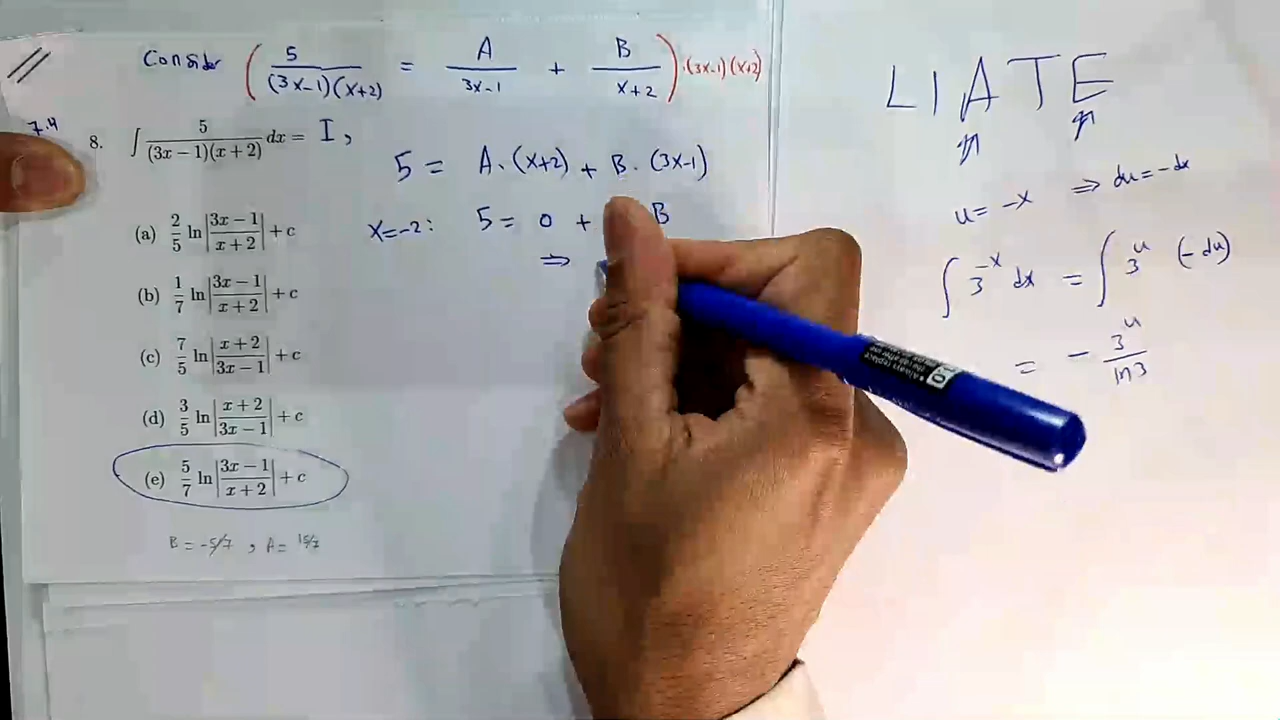 Consider ( 5 / (3x-1)(x+2) = A / 3x-1 + B / x+2 ) · (3x-1)(x+2)
7.4
8. ∫ 5 / (3x − 1)(x + 2) dx = I,
5 = A. (x+2) + B. (3x-1)
x=-2: 5 = 0 + B
⇒
(a) 2/5 ln|3x − 1 / x + 2| + c
(b) 1/7 ln|3x − 1 / x + 2| + c
(c) 7/5 ln|x + 2 / 3x − 1| + c
(d) 3/5 ln|x + 2 / 3x − 1| + c
(e) 5/7 ln|3x − 1 / x + 2| + c
B = -5/7 , A = 15/7
LIATE
u = -x ⇒ du = -dx
∫ 3^-x dx = ∫ 3^u (-du)
= - 3^u / ln3